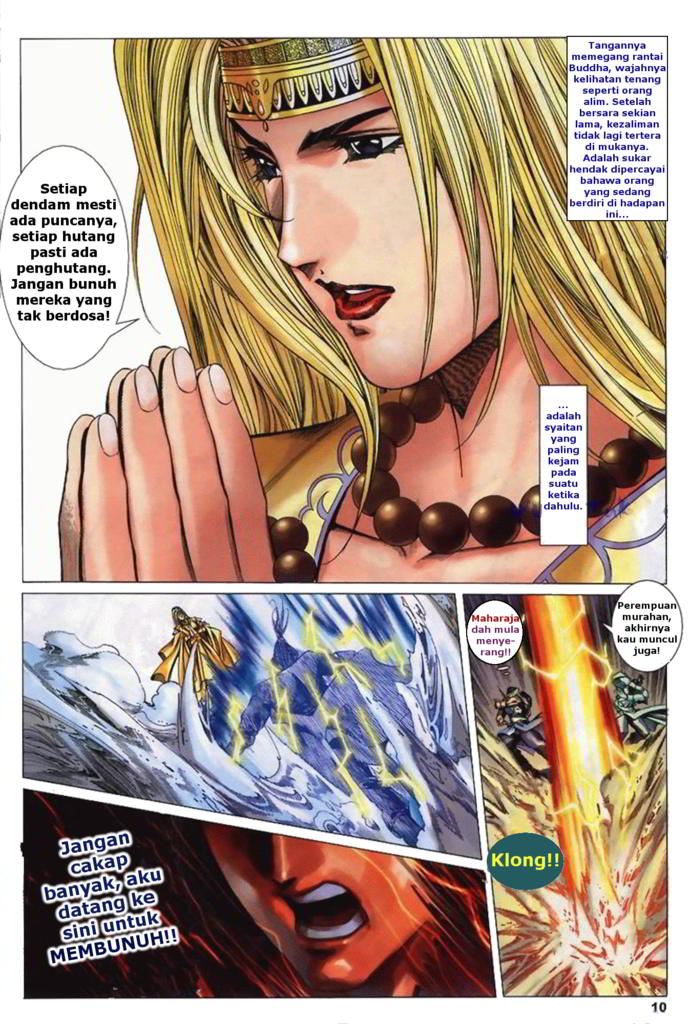 Tangannya
memegang rantai
Buddha, wajahnya
kelihatan tenang
seperti orang
alim. Setelah
bersara sekian
lama, kezaliman
tidak lagi tertera
di mukanya.
Adalah sukar
hendak dipercayai
bahawa orang
yang sedang
berdiri di hadapan
ini...
Setiap
dendam mesti
ada puncanya,
setiap hutang
pasti ada
penghutang.
Jangan bunuh
mereka yang
tak berdosa!
...
adalah
syaitan
yang
paling
kejam
pada
suatu
ketika
dahulu.
Maharaja
dah mula
menye-
rang!!
Perempuan
murahan,
akhirnya
kau muncul
juga!
Klong!!
Jangan
cakap
banyak, aku
datang ke
sini untuk
MEMBUNUH!!
10